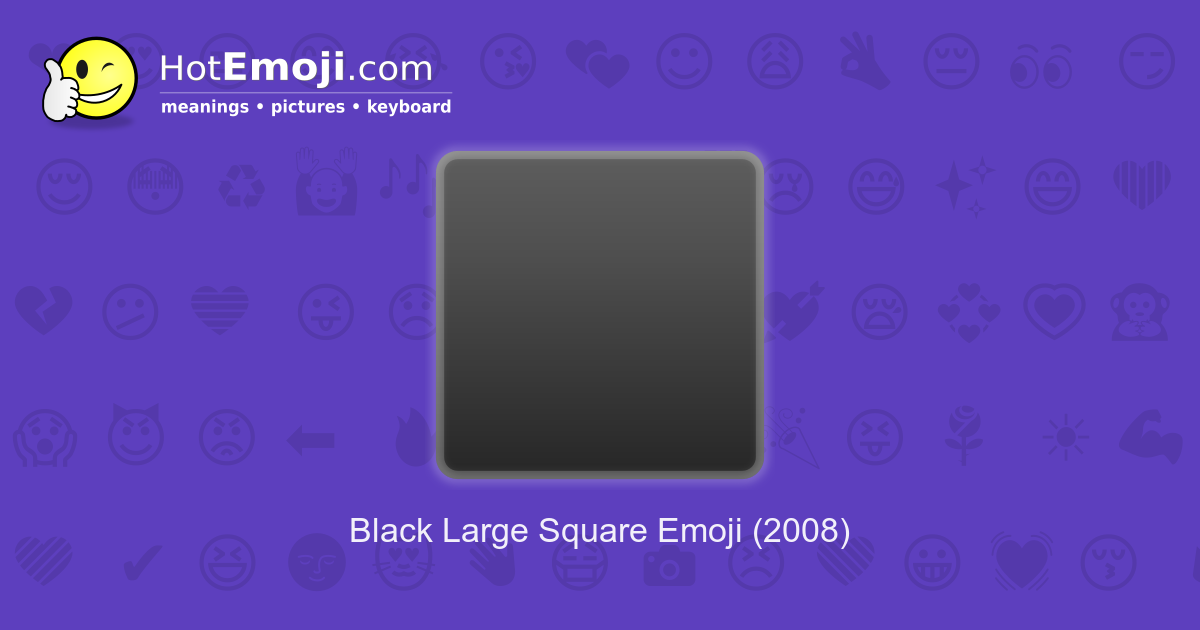 HotEmoji.com
meanings • pictures • keyboard
Black Large Square Emoji (2008)